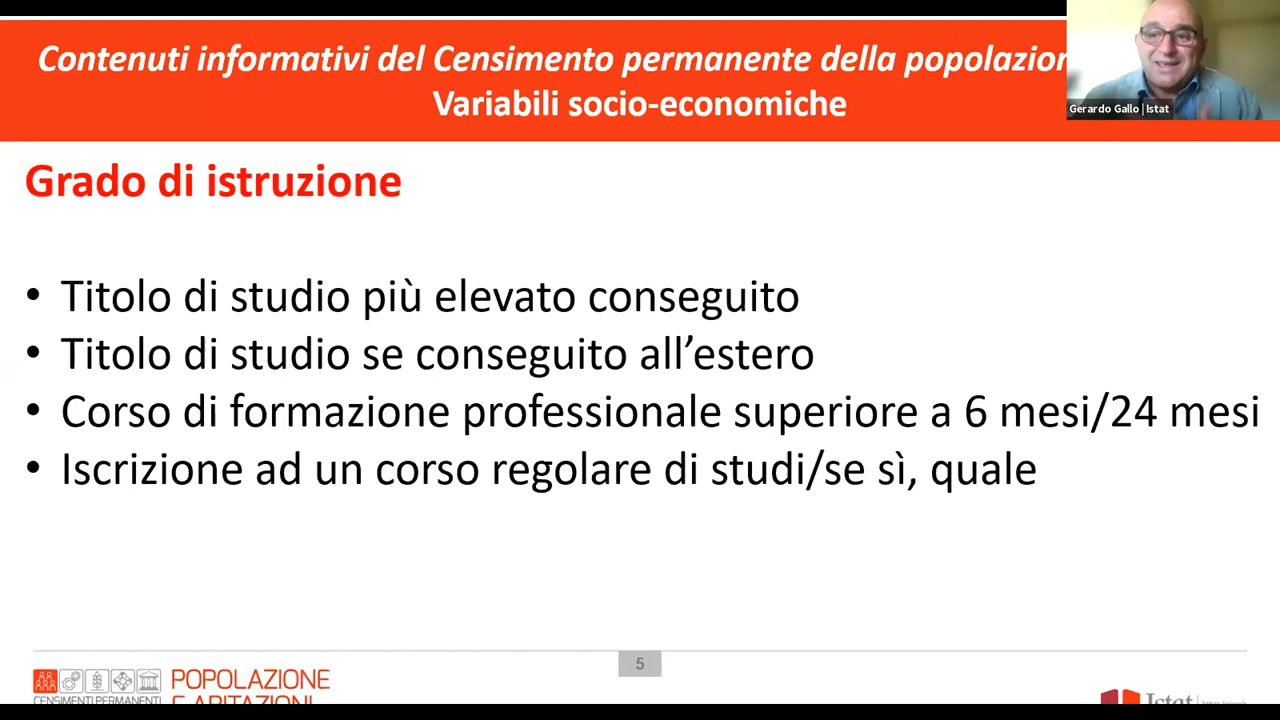 Contenuti informativi del Censimento permanente della popolazion
Variabili socio-economiche
Gerardo Gallo | Istat
Grado di istruzione
• Titolo di studio più elevato conseguito
• Titolo di studio se conseguito all’estero
• Corso di formazione professionale superiore a 6 mesi/24 mesi
• Iscrizione ad un corso regolare di studi/se sì, quale
5
POPOLAZIONE
E ABITAZIONI
CENSIMENTI PERMANENTI
Istat